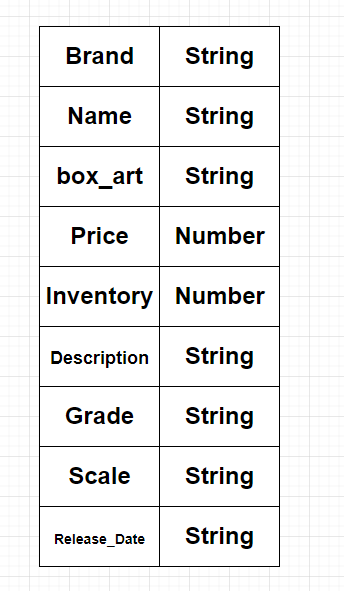 Brand String
Name String
box_art String
Price Number
Inventory Number
Description String
Grade String
Scale String
Release_Date String